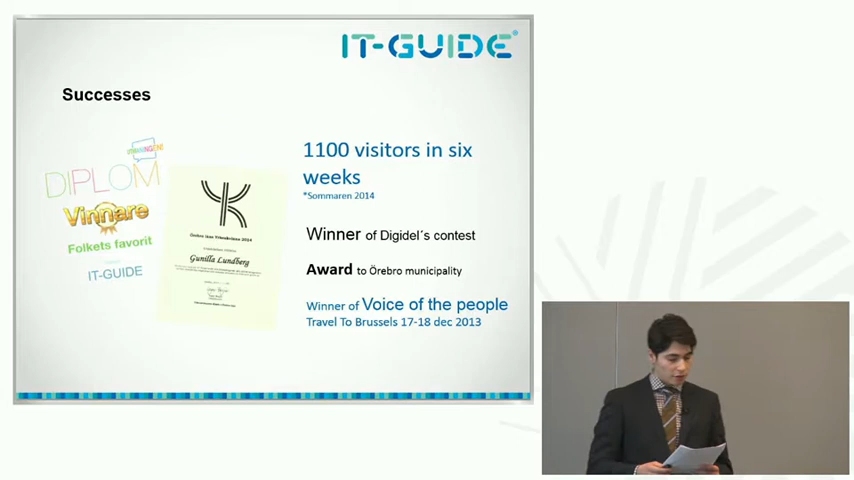 IT-GUIDE
Successes
DIPLOM
Vinnare
Folkets favorit
IT-GUIDE
Örebro läns Yrkeskvinna 2014
Gunilla Lundberg
1100 visitors in six
weeks
*Sommaren 2014
Winner of Digidel´s contest
Award to Örebro municipality
Winner of Voice of the people
Travel To Brussels 17-18 dec 2013